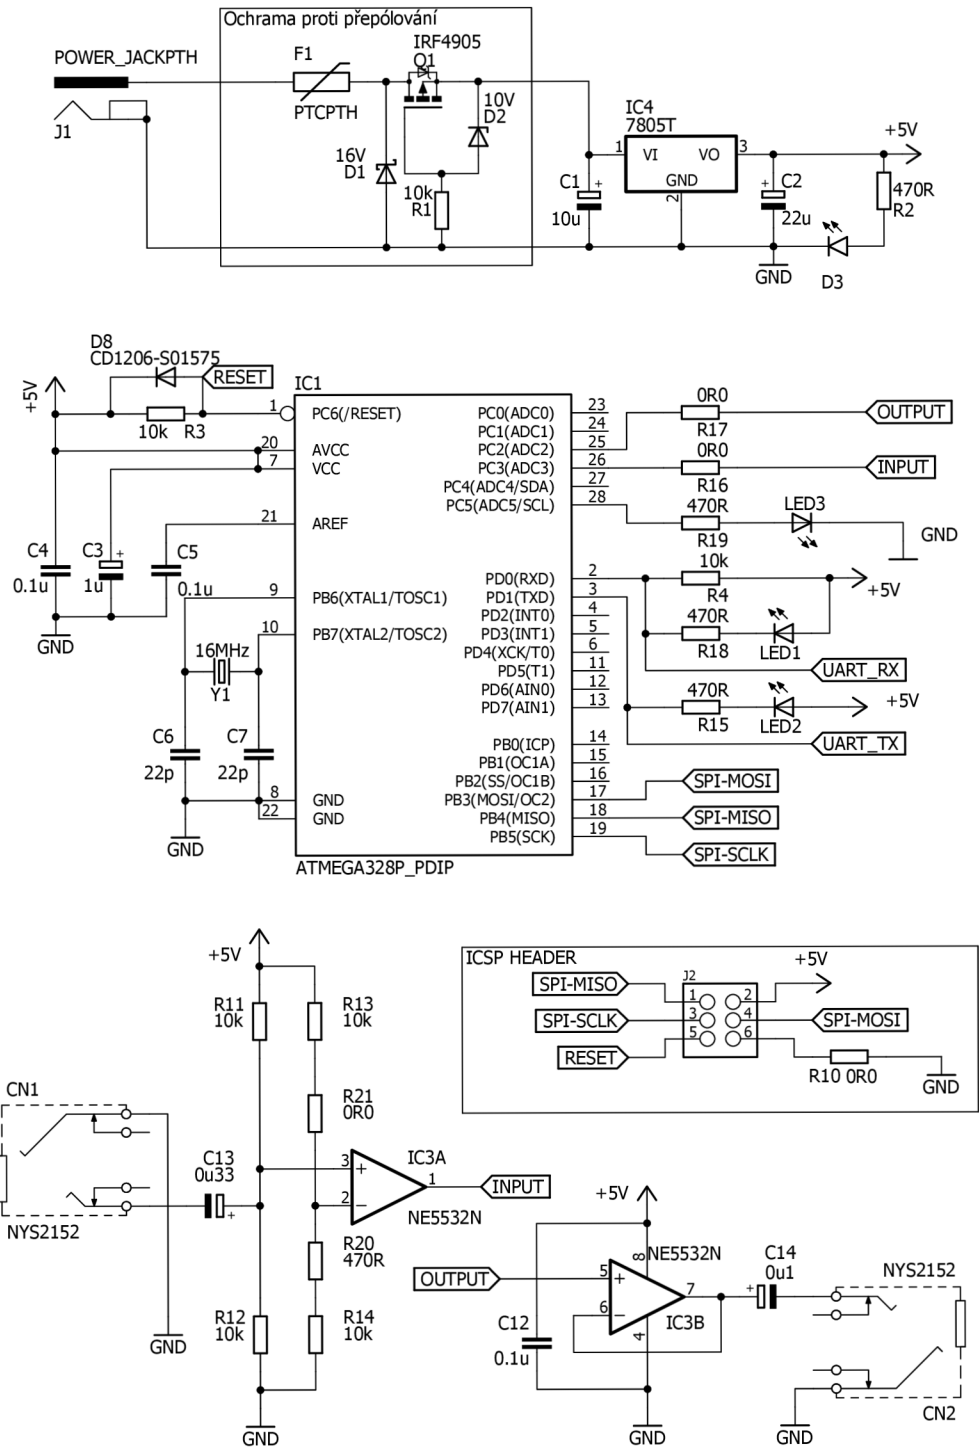 Ochrama proti přepólování
POWER_JACKPTH
J1
F1
PTCPTH
IRF4905
Q1
10V
D2
16V
D1
10k
R1
IC4
7805T
1
VI
VO
3
GND
2
C1
+
10u
C2
+
22u
+5V
470R
R2
D3
GND
D8
CD1206-S01575
RESET
+5V
10k R3
IC1
1
PC6(/RESET)
20
AVCC
7
VCC
21
AREF
9
PB6(XTAL1/TOSC1)
10
PB7(XTAL2/TOSC2)
8
GND
22
GND
C4
0.1u
C3
+
1u
C5
0.1u
GND
16MHz
Y1
C6
22p
C7
22p
GND
PC0(ADC0) 23
PC1(ADC1) 24
PC2(ADC2) 25
PC3(ADC3) 26
PC4(ADC4/SDA) 27
PC5(ADC5/SCL) 28
PD0(RXD) 2
PD1(TXD) 3
PD2(INT0) 4
PD3(INT1) 5
PD4(XCK/T0) 6
PD5(T1) 11
PD6(AIN0) 12
PD7(AIN1) 13
PB0(ICP) 14
PB1(OC1A) 15
PB2(SS/OC1B) 16
PB3(MOSI/OC2) 17
PB4(MISO) 18
PB5(SCK) 19
ATMEGA328P_PDIP
0R0
R17
OUTPUT
0R0
R16
INPUT
470R
R19
LED3
GND
10k
R4
+5V
470R
R18
LED1
UART_RX
470R
R15
LED2
+5V
UART_TX
SPI-MOSI
SPI-MISO
SPI-SCLK
+5V
R11
10k
R13
10k
R21
0R0
CN1
NYS2152
C13
0u33
+
GND
3
+
2
−
IC3A
1
NE5532N
INPUT
R20
470R
R12
10k
R14
10k
GND
ICSP HEADER
SPI-MISO
SPI-SCLK
RESET
J2
1
2
3
4
5
6
+5V
SPI-MOSI
R10 0R0
GND
+5V
OUTPUT
5
+
6
−
8
4
7
NE5532N
IC3B
C12
0.1u
GND
C14
0u1
+
NYS2152
CN2
GND